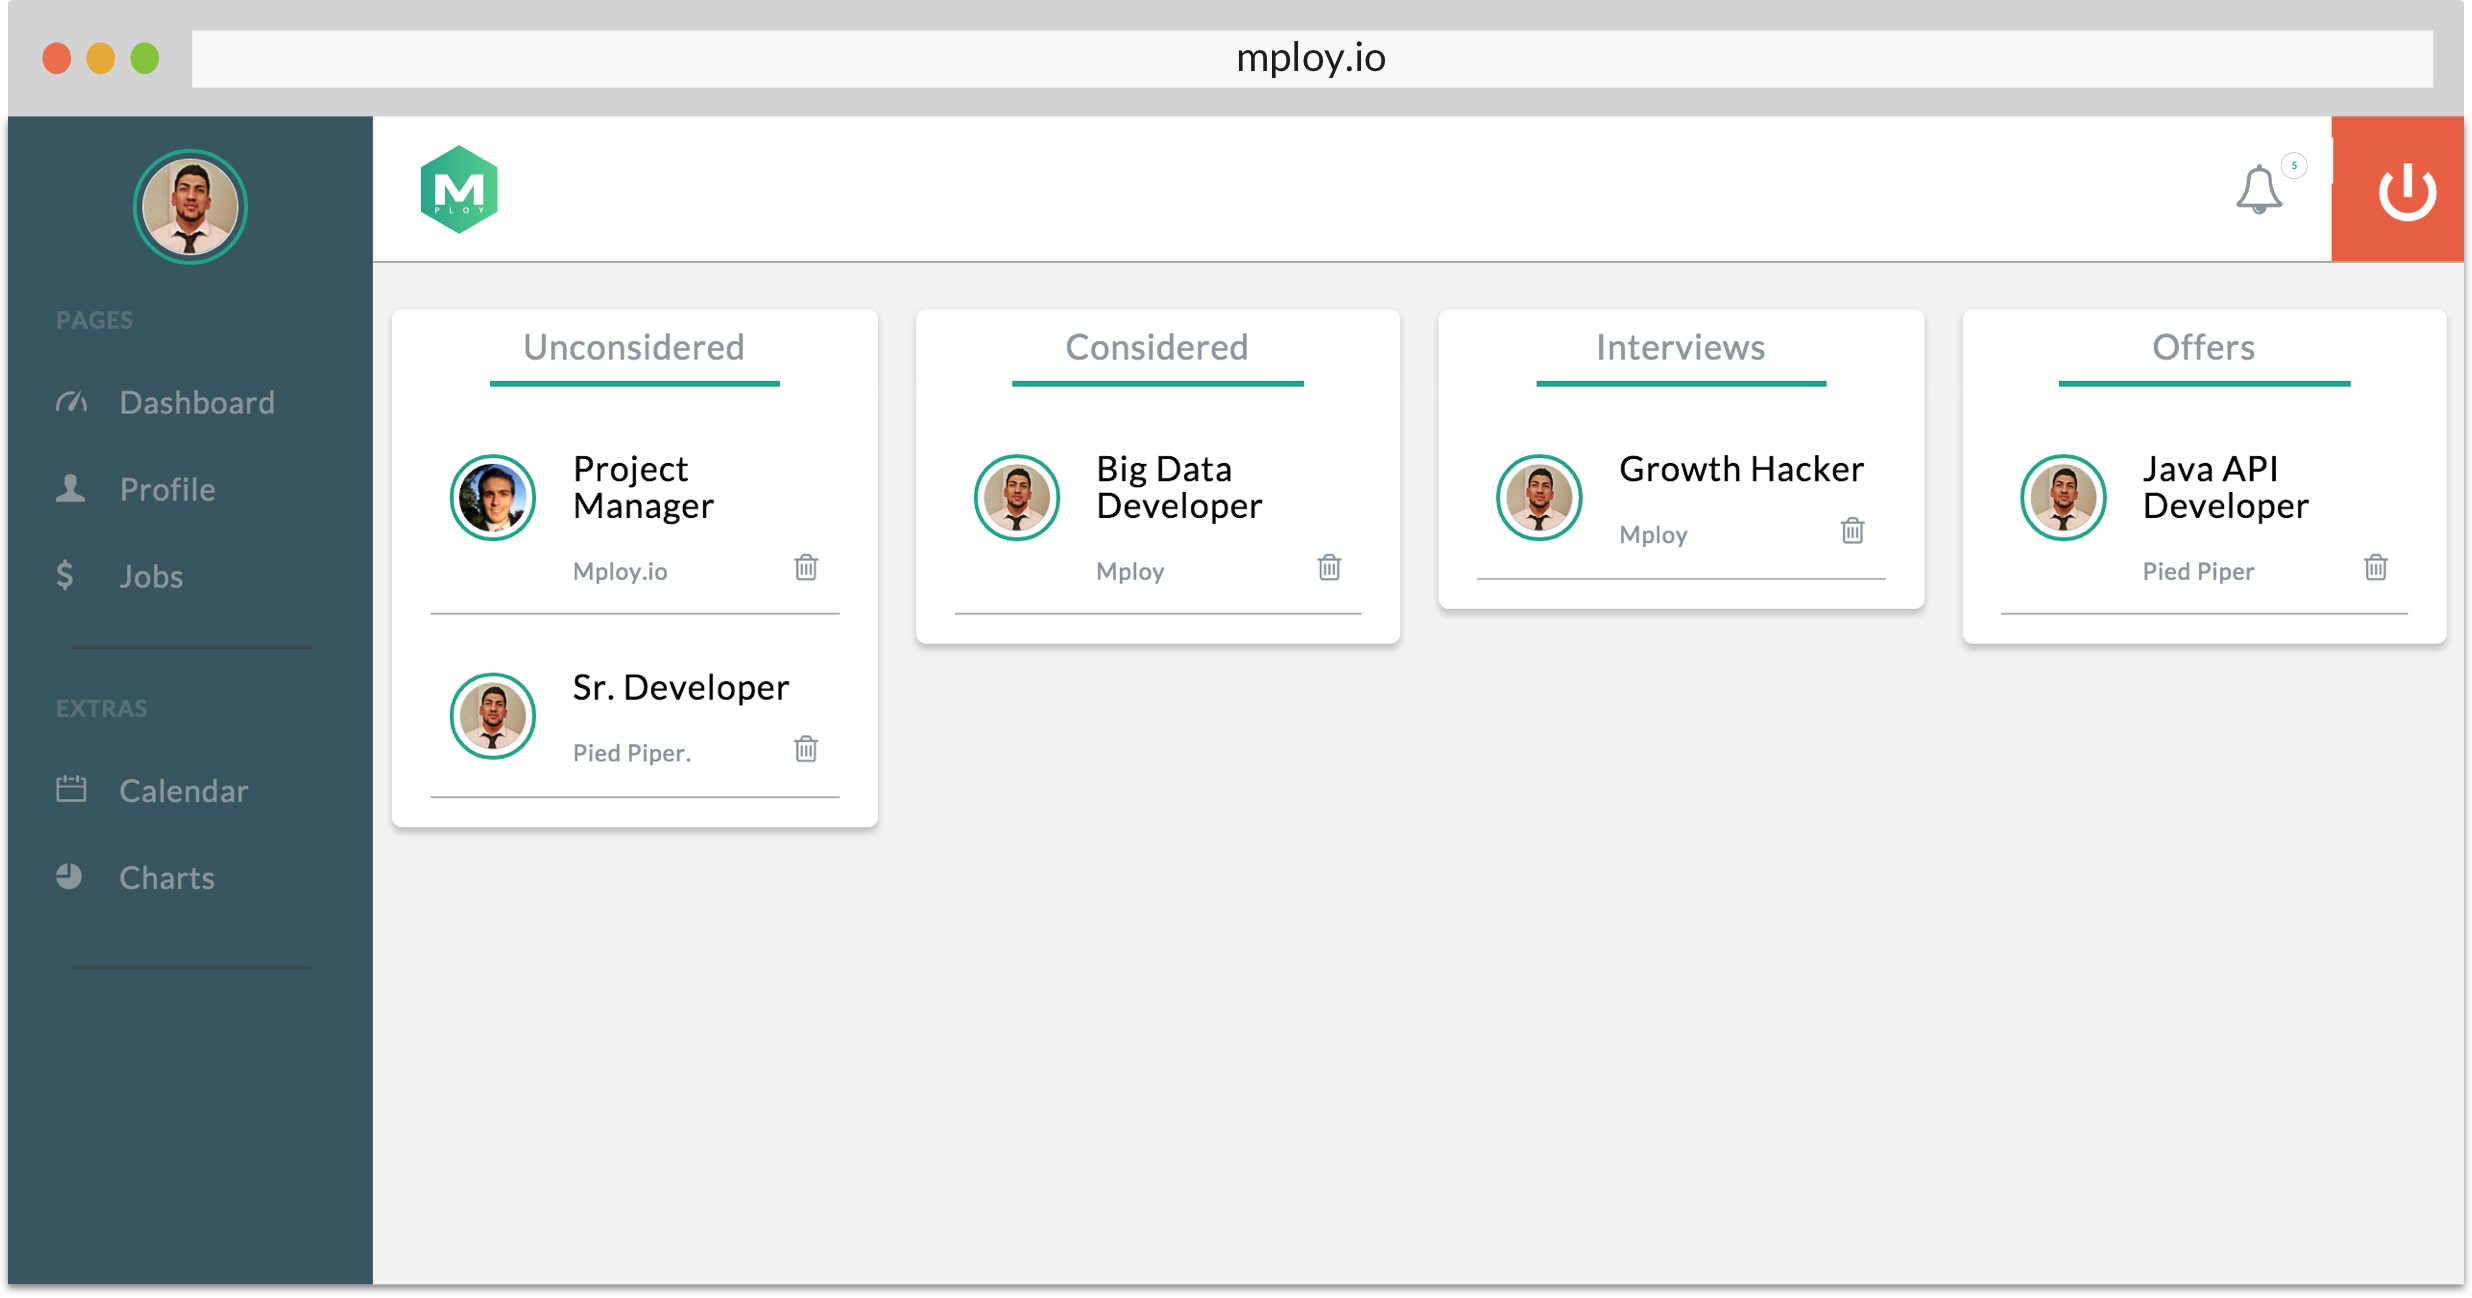 mploy.io
M
PLOY
5
PAGES
Dashboard
Profile
Jobs
EXTRAS
Calendar
Charts
Unconsidered
Project
Manager
Mploy.io
Sr. Developer
Pied Piper.
Considered
Big Data
Developer
Mploy
Interviews
Growth Hacker
Mploy
Offers
Java API
Developer
Pied Piper